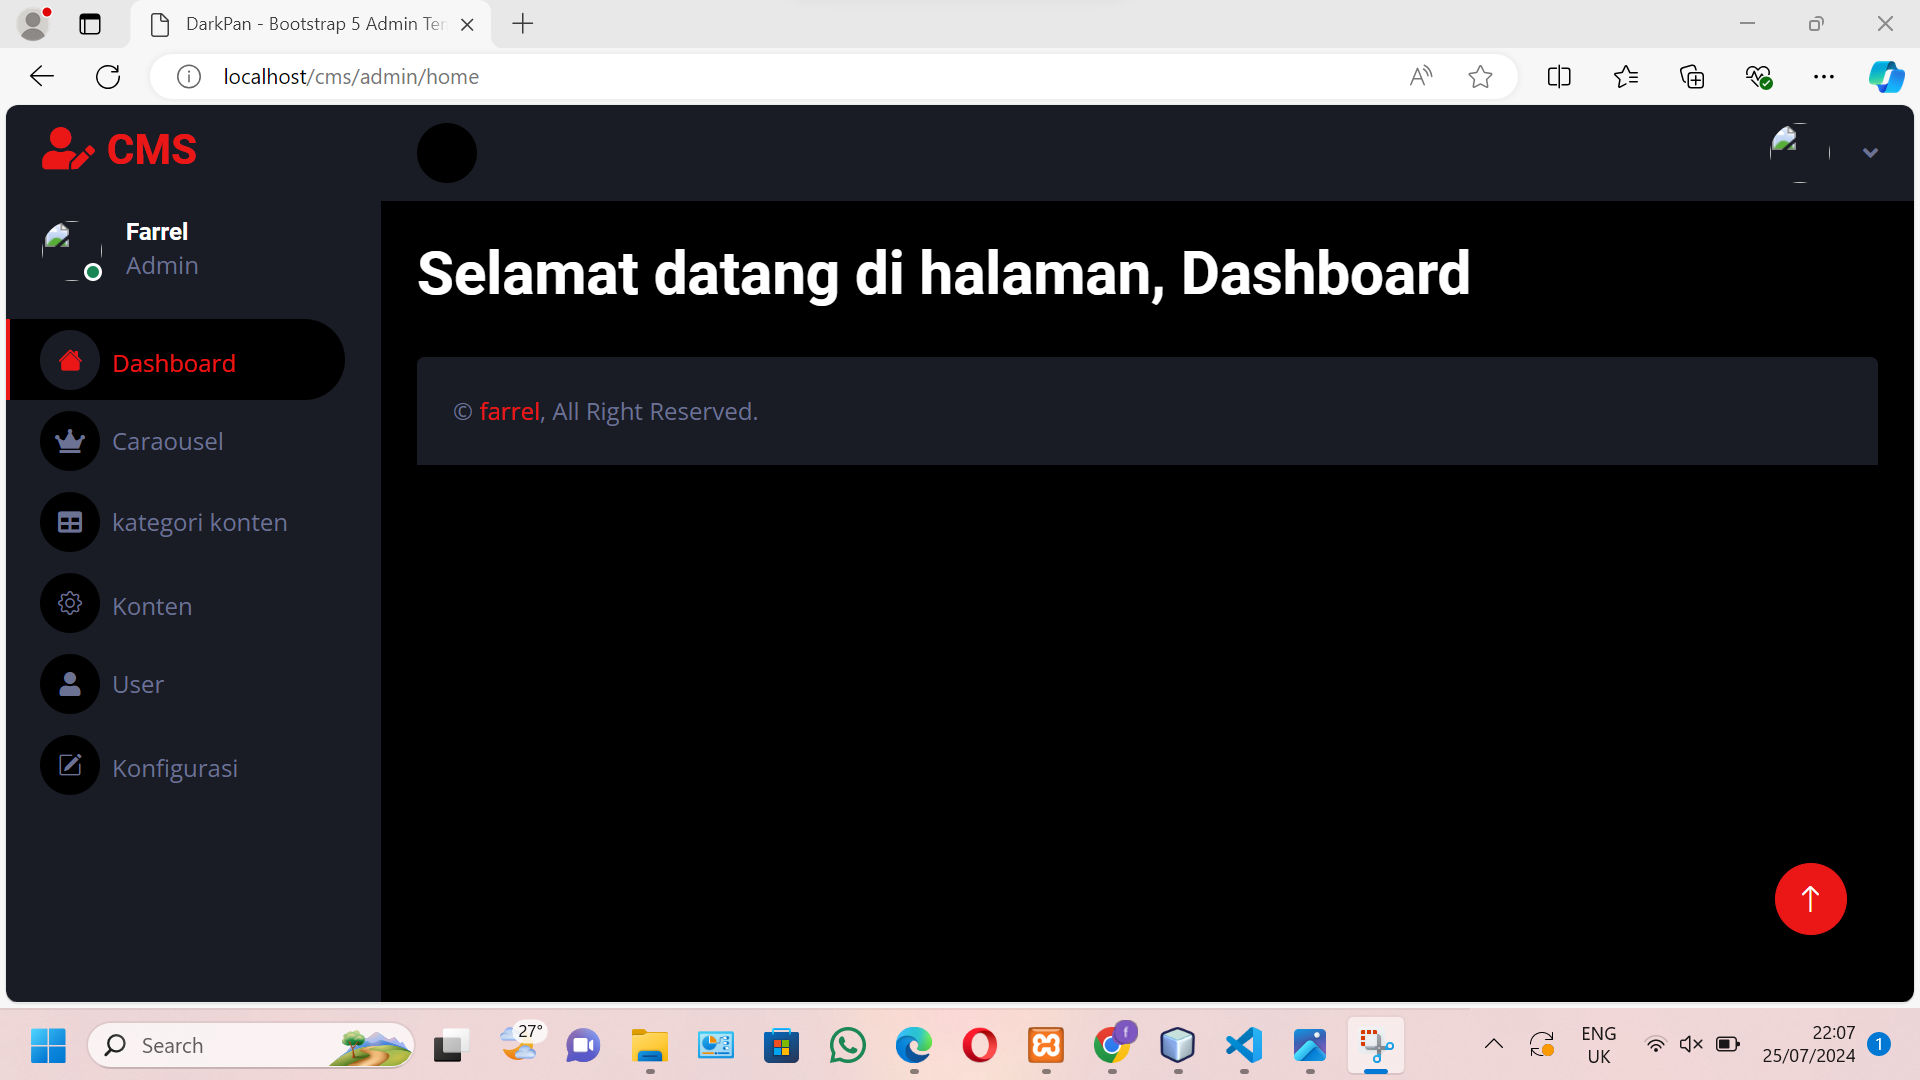 DarkPan - Bootstrap 5 Admin Tem
localhost/cms/admin/home
CMS
Farrel
Admin
Selamat datang di halaman, Dashboard
Dashboard
© farrel, All Right Reserved.
Caraousel
kategori konten
Konten
User
Konfigurasi
Search
27°
f
ENG
UK
22:07
25/07/2024
1